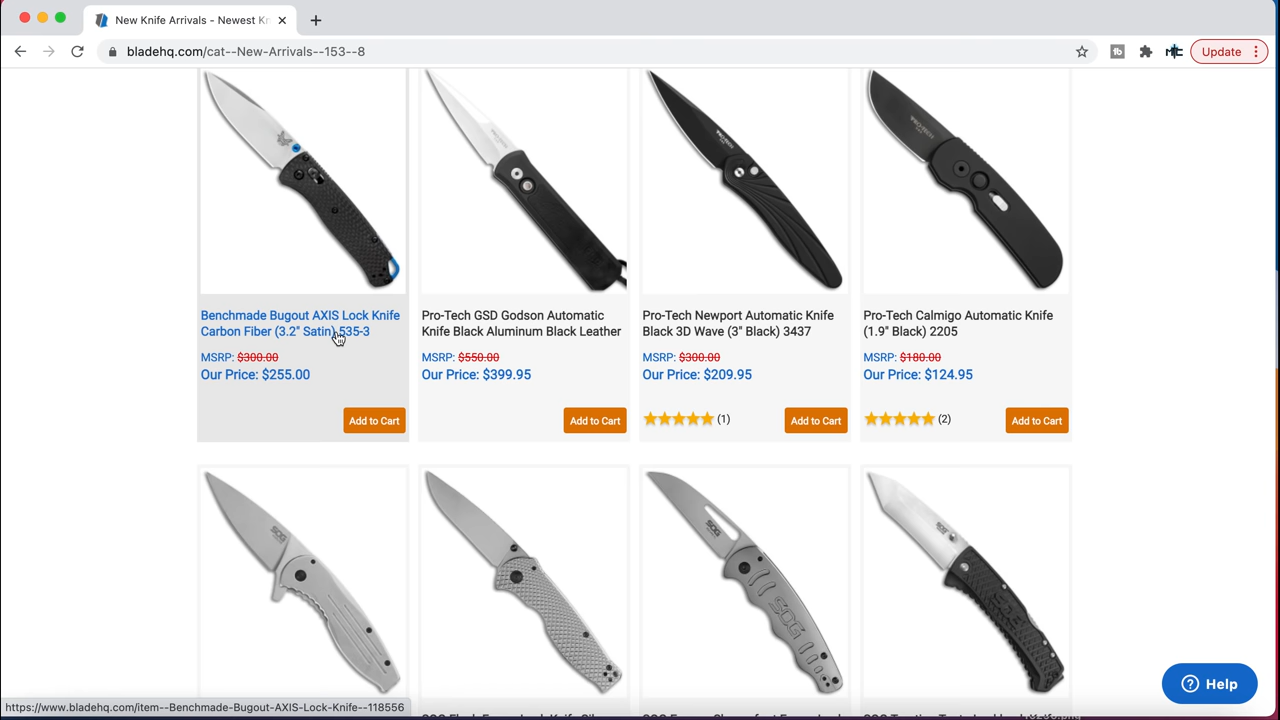 New Knife Arrivals - Newest Kn
bladehq.com/cat--New-Arrivals--153--8
Update
Benchmade Bugout AXIS Lock Knife
Carbon Fiber (3.2" Satin) 535-3
MSRP: $300.00
Our Price: $255.00
Add to Cart
Pro-Tech GSD Godson Automatic
Knife Black Aluminum Black Leather
MSRP: $550.00
Our Price: $399.95
Add to Cart
Pro-Tech Newport Automatic Knife
Black 3D Wave (3" Black) 3437
MSRP: $300.00
Our Price: $209.95
(1)
Add to Cart
Pro-Tech Calmigo Automatic Knife
(1.9" Black) 2205
MSRP: $180.00
Our Price: $124.95
(2)
Add to Cart
SOG
SOG
SOG
SOG
Help
https://www.bladehq.com/item--Benchmade-Bugout-AXIS-Lock-Knife--118556